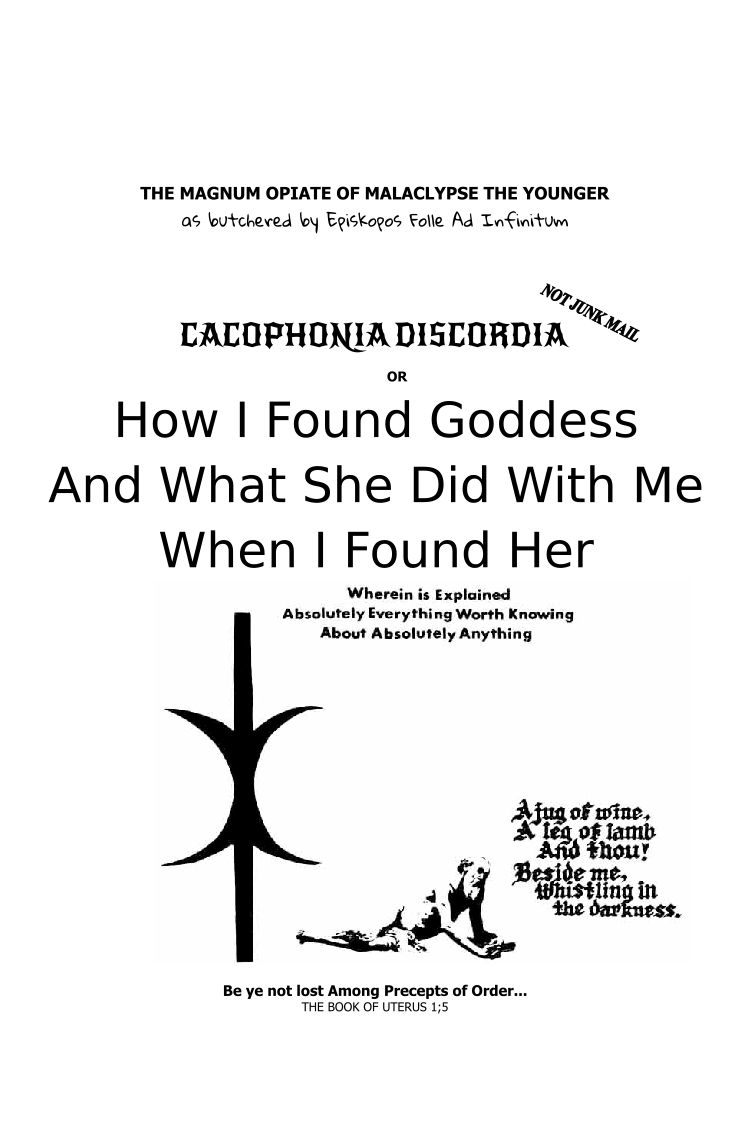 THE MAGNUM OPIATE OF MALACLYPSE THE YOUNGER
as butchered by Episkopos Folle Ad Infinitum
NOT JUNK MAIL
CACOPHONIA DISCORDIA
OR
How I Found Goddess
And What She Did With Me
When I Found Her
Wherein is Explained
Absolutely Everything Worth Knowing
About Absolutely Anything
A jug of wine,
A leg of lamb
And thou!
Beside me,
Whistling in
the darkness.
Be ye not lost Among Precepts of Order...
THE BOOK OF UTERUS 1;5